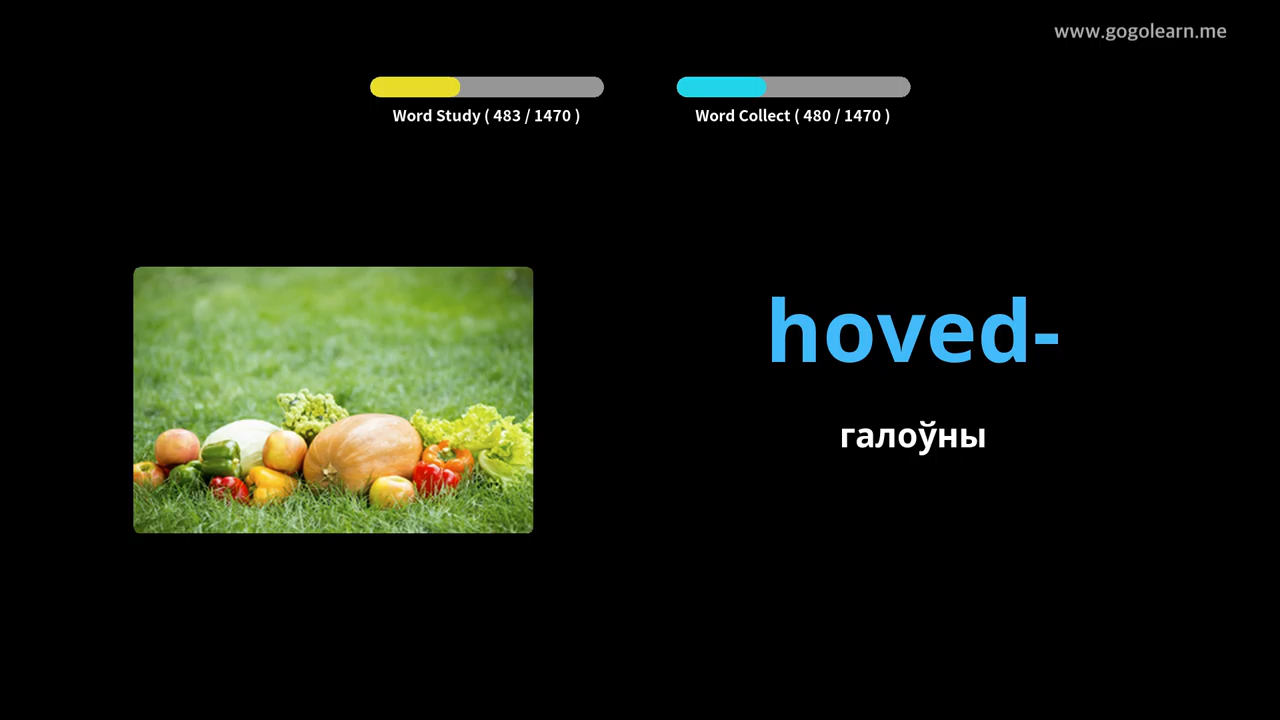 www.gogolearn.me
Word Study ( 483 / 1470 )
Word Collect ( 480 / 1470 )
hoved-
галоўны